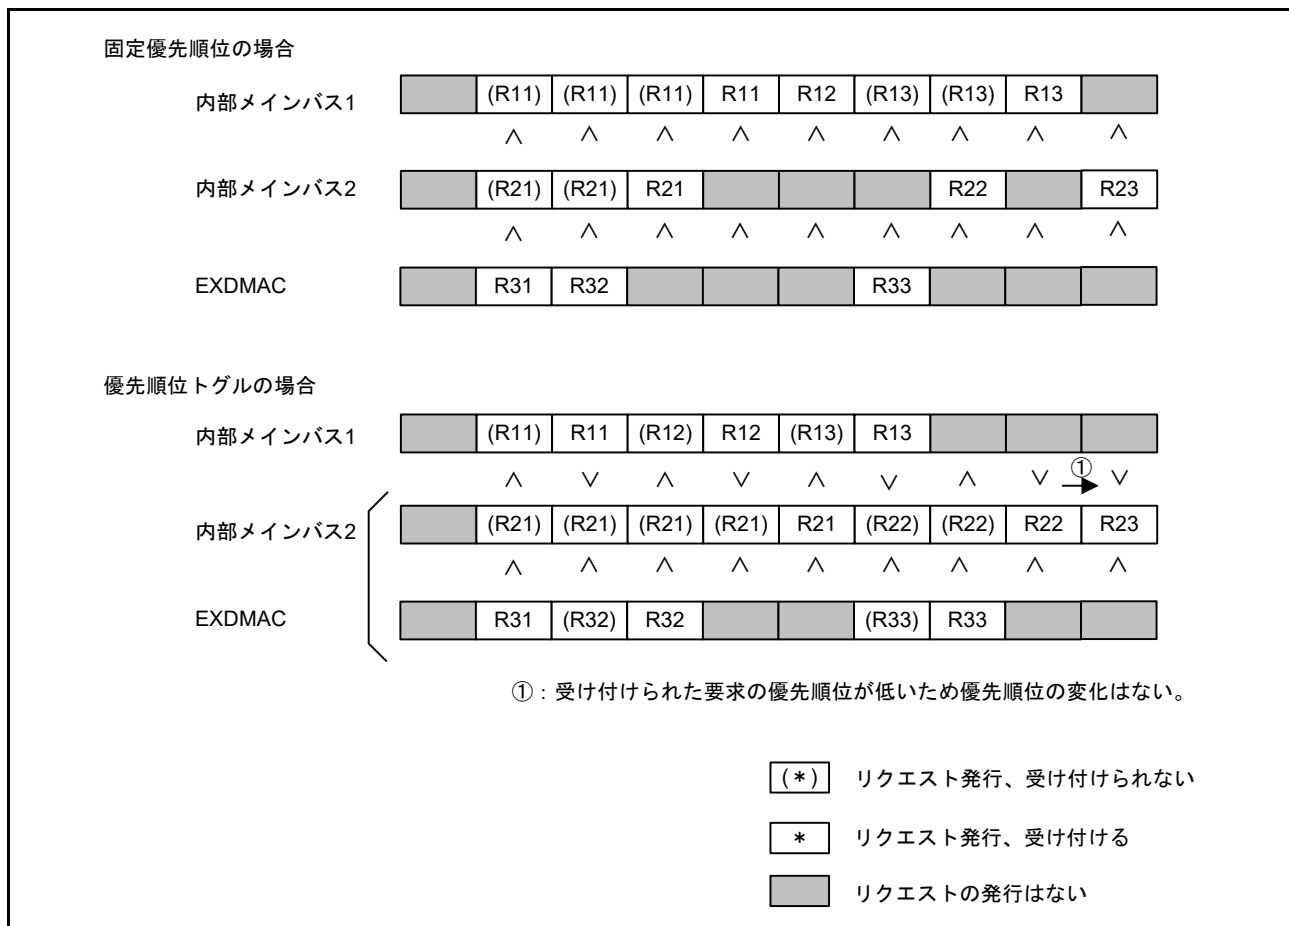 固定優先順位の場合
内部メインバス1 (R11) (R11) (R11) R11 R12 (R13) (R13) R13
∧ ∧ ∧ ∧ ∧ ∧ ∧ ∧ ∧
内部メインバス2 (R21) (R21) R21 R22 R23
∧ ∧ ∧ ∧ ∧ ∧ ∧ ∧ ∧
EXDMAC R31 R32 R33
優先順位トグルの場合
内部メインバス1 (R11) R11 (R12) R12 (R13) R13
∧ ∨ ∧ ∨ ∧ ∨ ∧ ∨ ① ∨
内部メインバス2 (R21) (R21) (R21) (R21) R21 (R22) (R22) R22 R23
∧ ∧ ∧ ∧ ∧ ∧ ∧ ∧ ∧
EXDMAC R31 (R32) R32 (R33) R33
①：受け付けられた要求の優先順位が低いため優先順位の変化はない。
(*) リクエスト発行、受け付けられない
* リクエスト発行、受け付ける
リクエストの発行はない